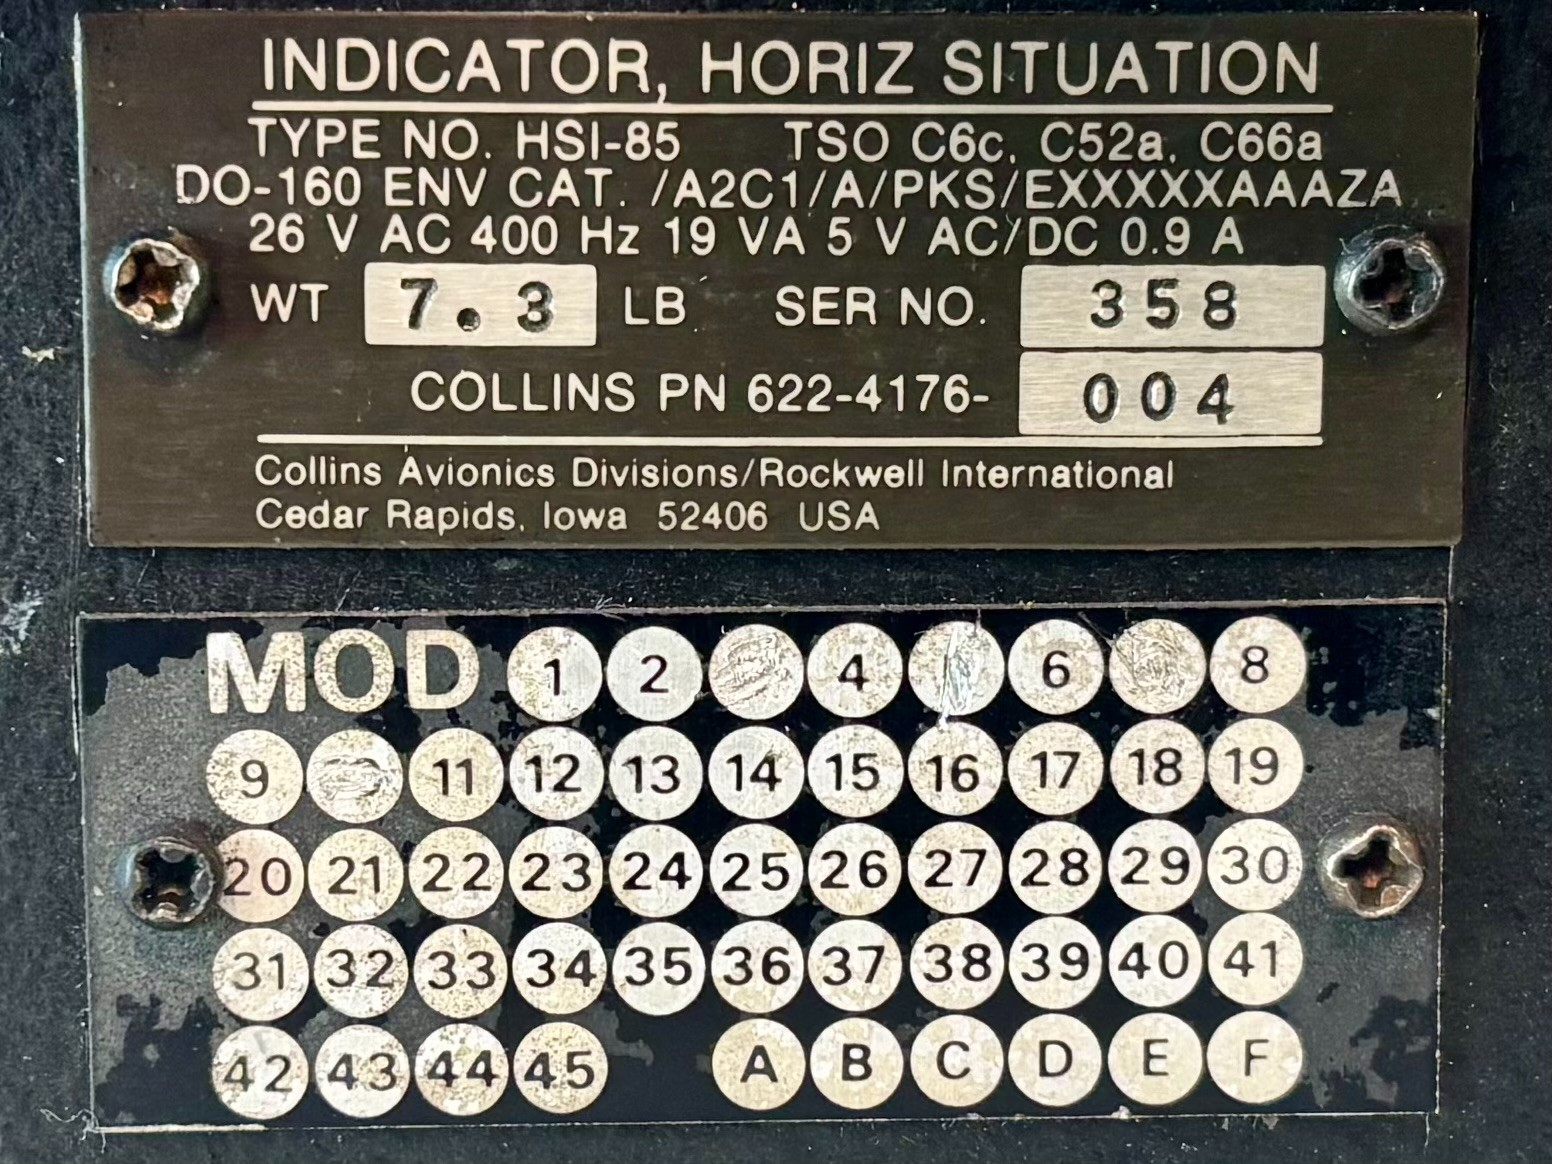 INDICATOR, HORIZ SITUATION
TYPE NO. HSI-85 TSO C6c, C52a, C66a
DO-160 ENV CAT. /A2C1/A/PKS/EXXXXXAAAZA
26 V AC 400 Hz 19 VA 5 V AC/DC 0.9 A
WT 7.3 LB SER NO. 358
COLLINS PN 622-4176- 004
Collins Avionics Divisions/Rockwell International
Cedar Rapids, Iowa 52406 USA
MOD 1 2 4 6 8
9 11 12 13 14 15 16 17 18 19
20 21 22 23 24 25 26 27 28 29 30
31 32 33 34 35 36 37 38 39 40 41
42 43 44 45 A B C D E F